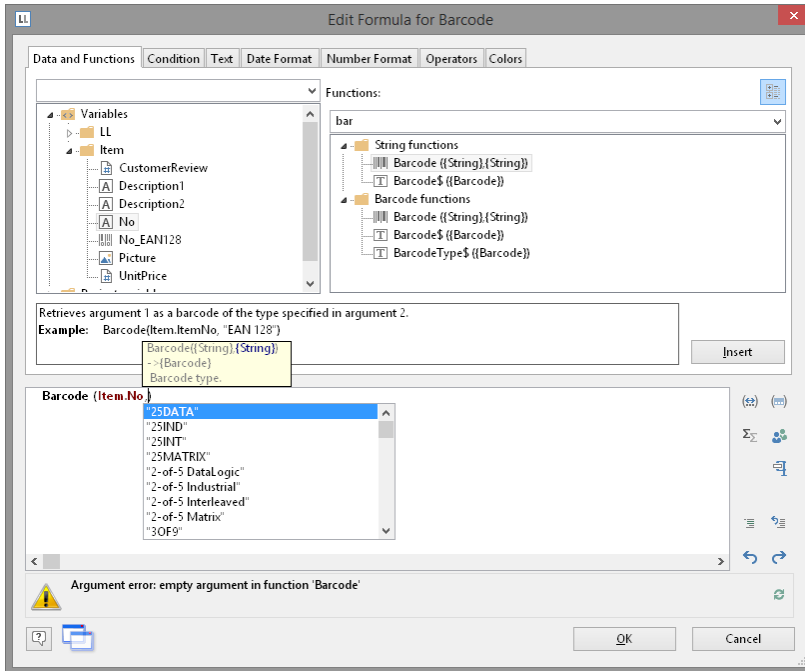 LL
Edit Formula for Barcode
Data and Functions Condition Text Date Format Number Format Operators Colors
Functions:
bar
Variables
LL
Item
CustomerReview
Description1
Description2
No
No_EAN128
Picture
UnitPrice
String functions
Barcode ({String},{String})
Barcode$ ({Barcode})
Barcode functions
Barcode ({String},{String})
Barcode$ ({Barcode})
BarcodeType$ ({Barcode})
Retrieves argument 1 as a barcode of the type specified in argument 2.
Example: Barcode(Item.ItemNo, "EAN 128")
Barcode({String},{String})
->{Barcode}
Barcode type.
Insert
Barcode (Item.No,)
"25DATA"
"25IND"
"25INT"
"25MATRIX"
"2-of-5 DataLogic"
"2-of-5 Industrial"
"2-of-5 Interleaved"
"2-of-5 Matrix"
"3OF9"
Argument error: empty argument in function 'Barcode'
OK
Cancel